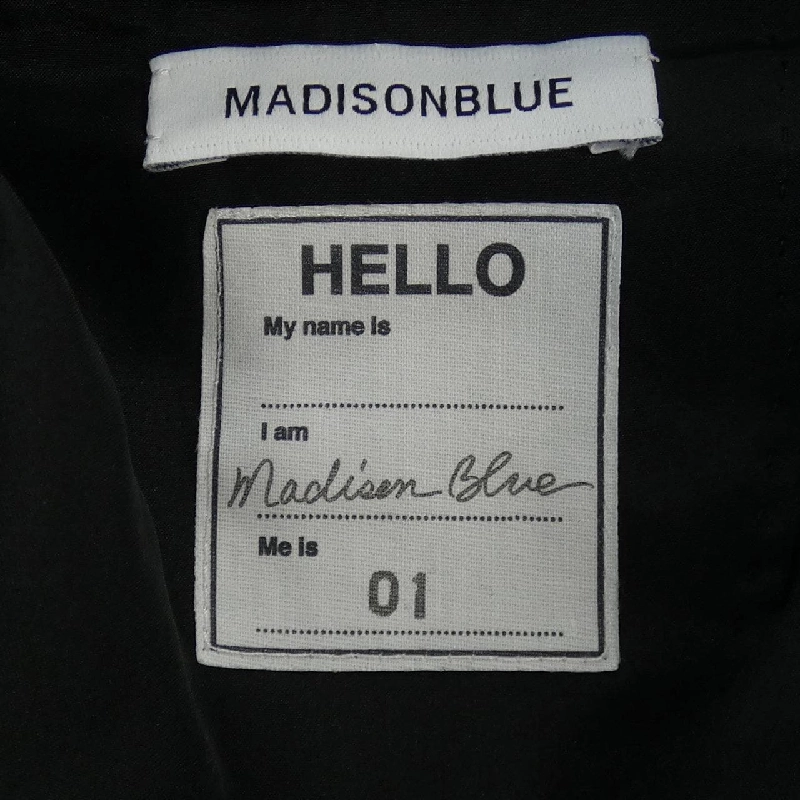 MADISONBLUE
HELLO
My name is
I am
Madison Blue
Me is
01